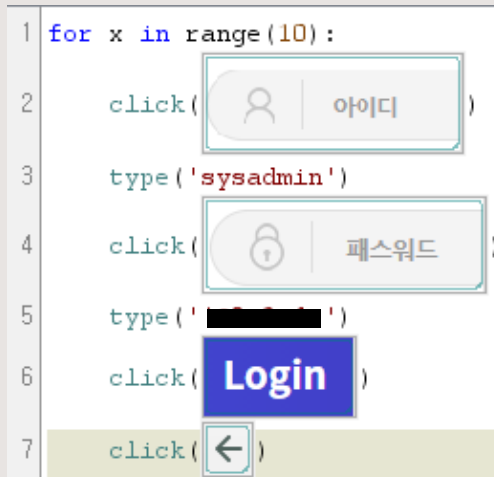 1 for x in range(10):
2 click( 아이디 )
3 type('sysadmin')
4 click( 패스워드 )
5 type(' ')
6 click( Login )
7 click( ← )